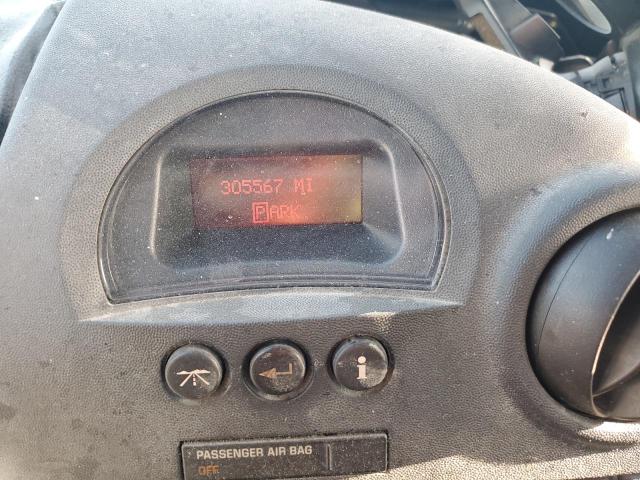 305567 MI
PARK
i
PASSENGER AIR BAG
OFF